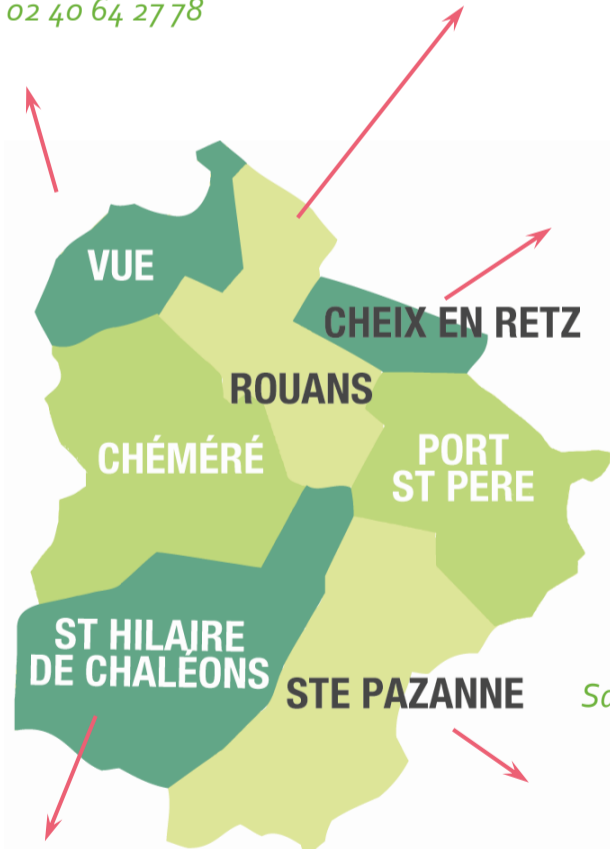 02 40 64 27 78
VUE
CHEIX EN RETZ
ROUANS
CHÉMÉRÉ
PORT
ST PERE
ST HILAIRE
DE CHALÉONS
STE PAZANNE